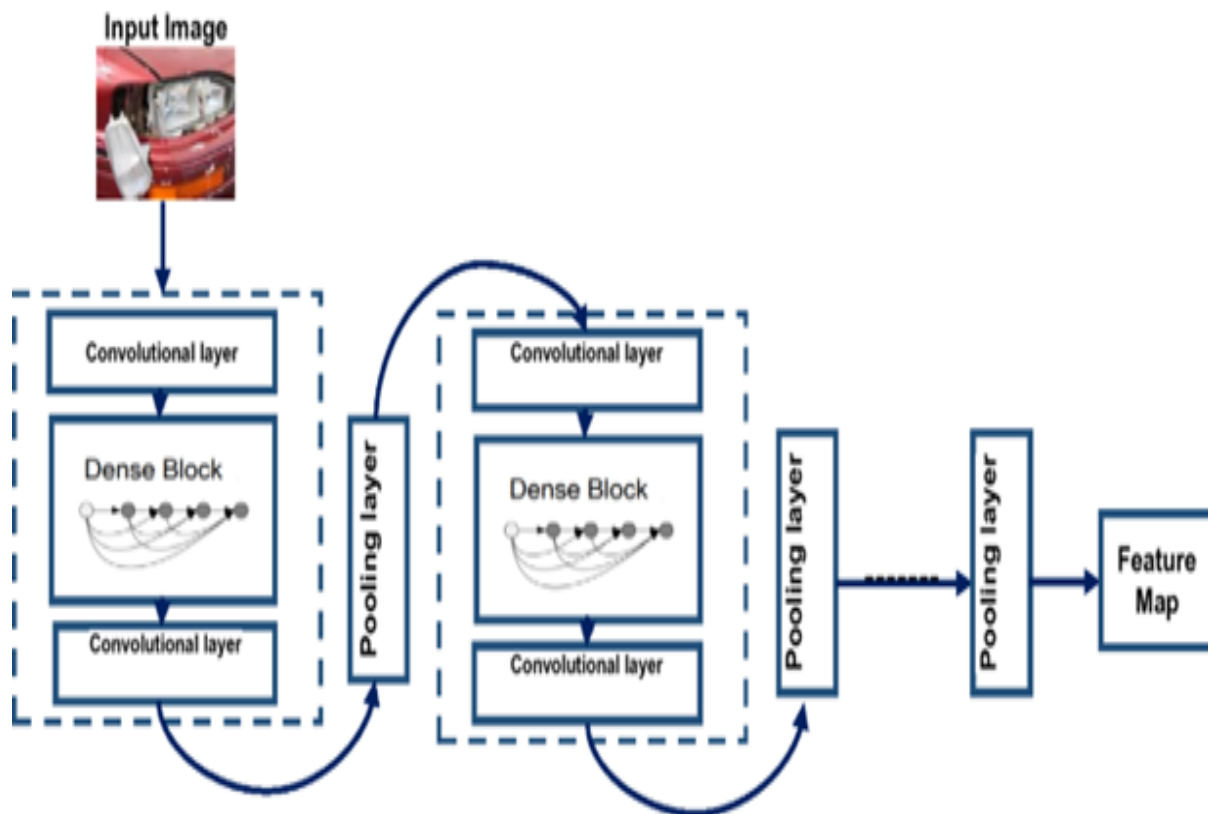 Input Image
Convolutional layer
Dense Block
Convolutional layer
Pooling layer
Convolutional layer
Dense Block
Convolutional layer
Pooling layer
Pooling layer
Feature
Map